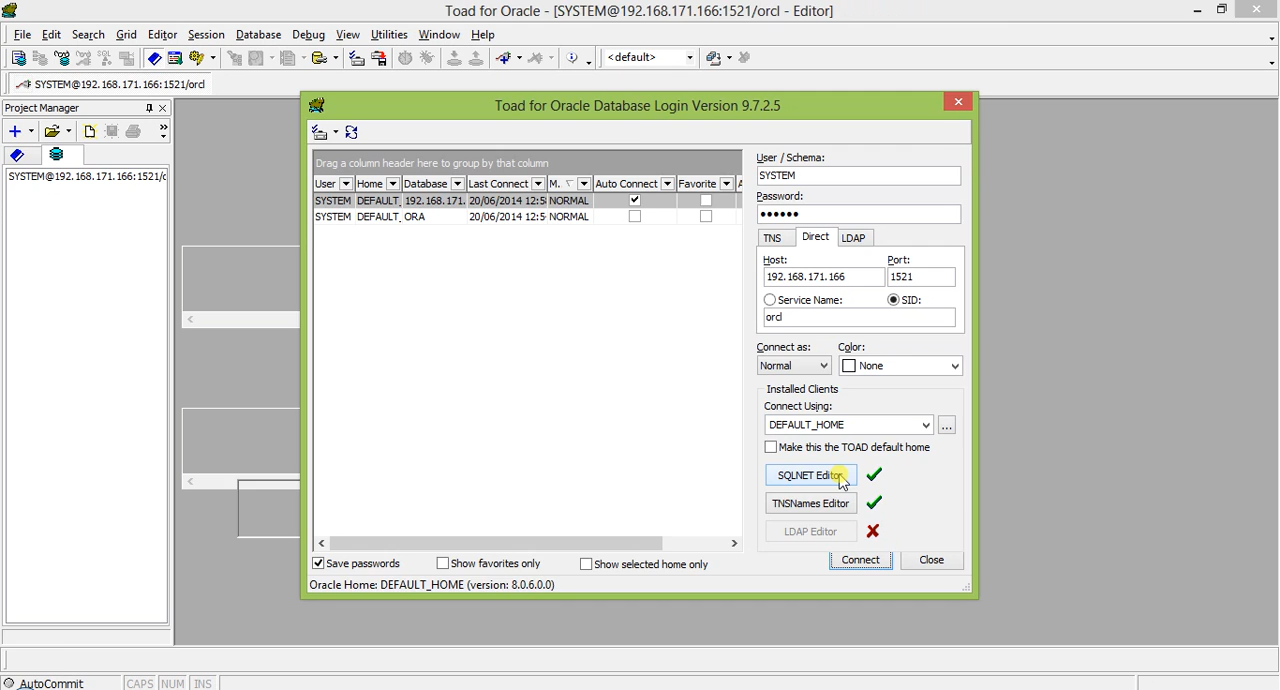 Toad for Oracle - [SYSTEM@192.168.171.166:1521/orcl - Editor]
File Edit Search Grid Editor Session Database Debug View Utilities Window Help
SQL <default>
SYSTEM@192.168.171.166:1521/orcl
Project Manager
SYSTEM@192.168.171.166:1521/c
Toad for Oracle Database Login Version 9.7.2.5
Drag a column header here to group by that column
User Home Database Last Connect M. Auto Connect Favorite A
SYSTEM DEFAULT_ 192.168.171. 20/06/2014 12:5 NORMAL
SYSTEM DEFAULT_ ORA 20/06/2014 12:5 NORMAL
User / Schema:
SYSTEM
Password:
••••••
TNS Direct LDAP
Host: Port:
192.168.171.166 1521
Service Name: SID:
orcl
Connect as: Color:
Normal None
Installed Clients
Connect Using:
DEFAULT_HOME ...
Make this the TOAD default home
SQLNET Editor
TNSNames Editor
LDAP Editor
Save passwords Show favorites only Show selected home only Connect Close
Oracle Home: DEFAULT_HOME (version: 8.0.6.0.0)
AutoCommit CAPS NUM INS